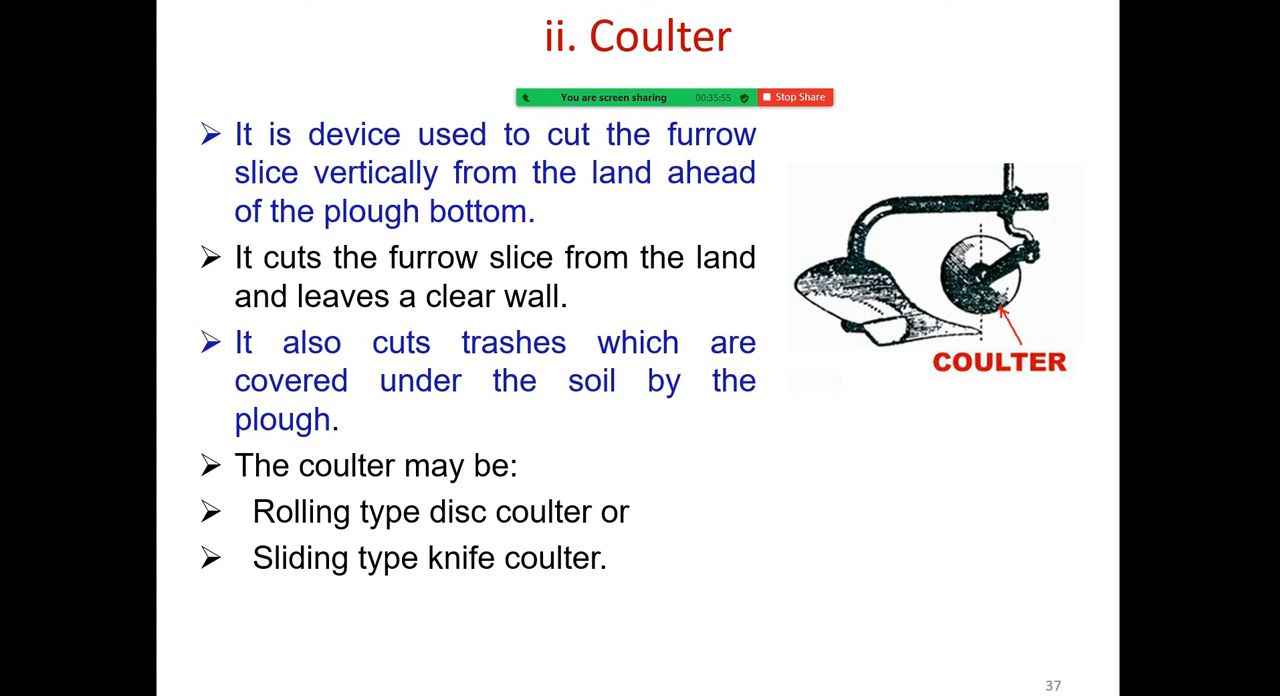 ii. Coulter
You are screen sharing 00:35:55 Stop Share
➢ It is device used to cut the furrow
slice vertically from the land ahead
of the plough bottom.
➢ It cuts the furrow slice from the land
and leaves a clear wall.
➢ It also cuts trashes which are
covered under the soil by the
plough.
➢ The coulter may be:
➢ Rolling type disc coulter or
➢ Sliding type knife coulter.
COULTER
37